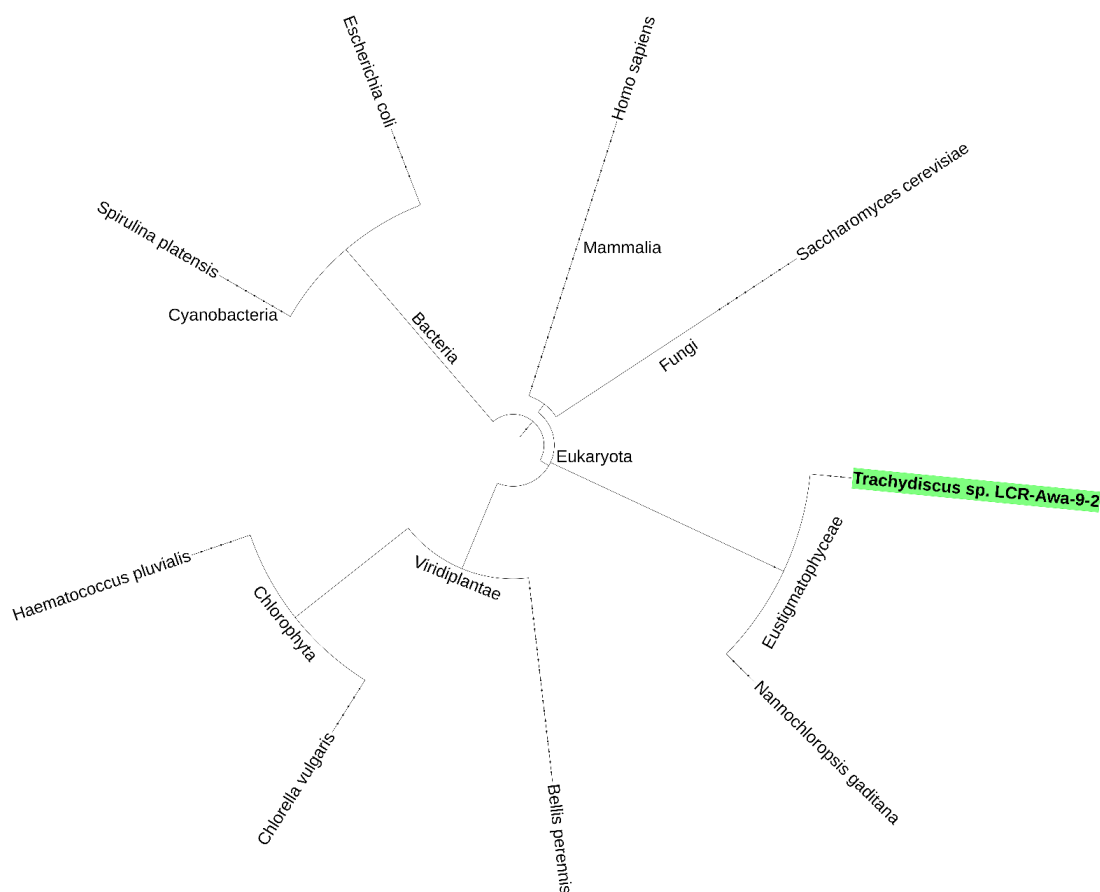 Escherichia coli
Homo sapiens
Saccharomyces cerevisiae
Spirulina platensis
Mammalia
Cyanobacteria
Bacteria
Fungi
Eukaryota
Trachydiscus sp. LCR-Awa-9-2
Eustigmatophyceae
Haematococcus pluvialis
Viridiplantae
Chlorophyta
Nannochloropsis gaditana
Chlorella vulgaris
Bellis perennis